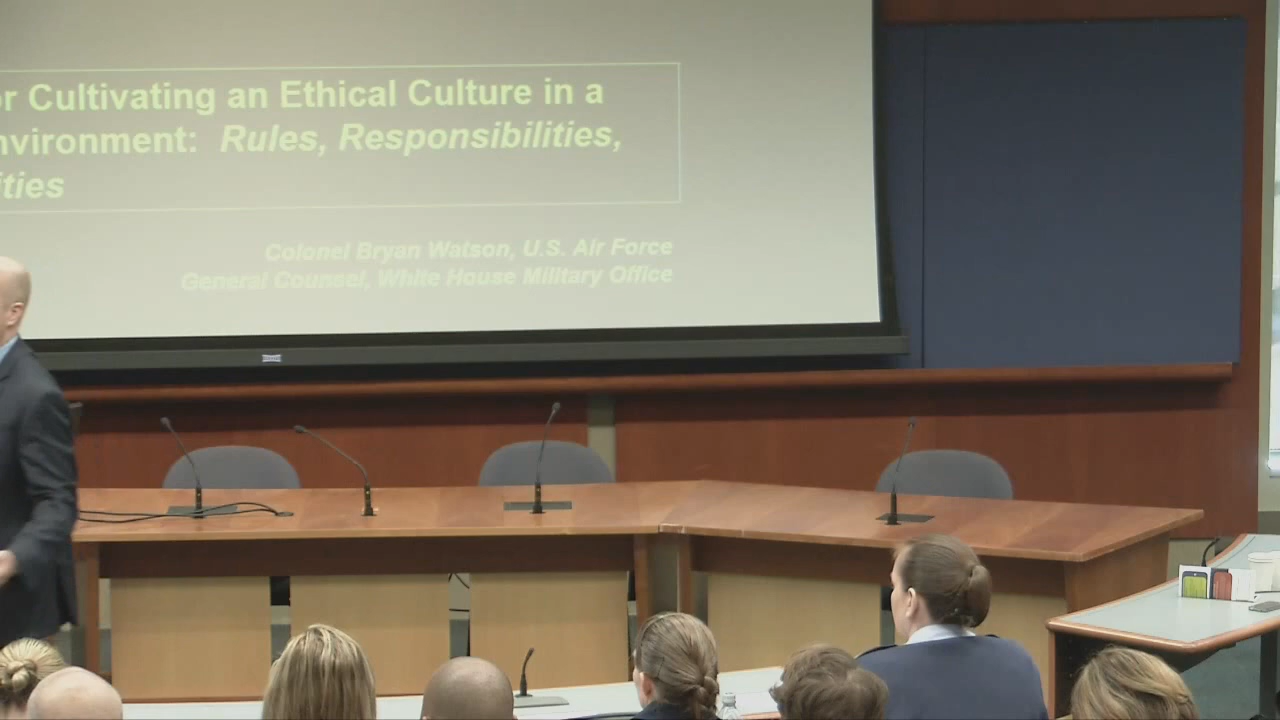 or Cultivating an Ethical Culture in a
nvironment: Rules, Responsibilities,
ities
Colonel Bryan Watson, U.S. Air Force
General Counsel, White House Military Office